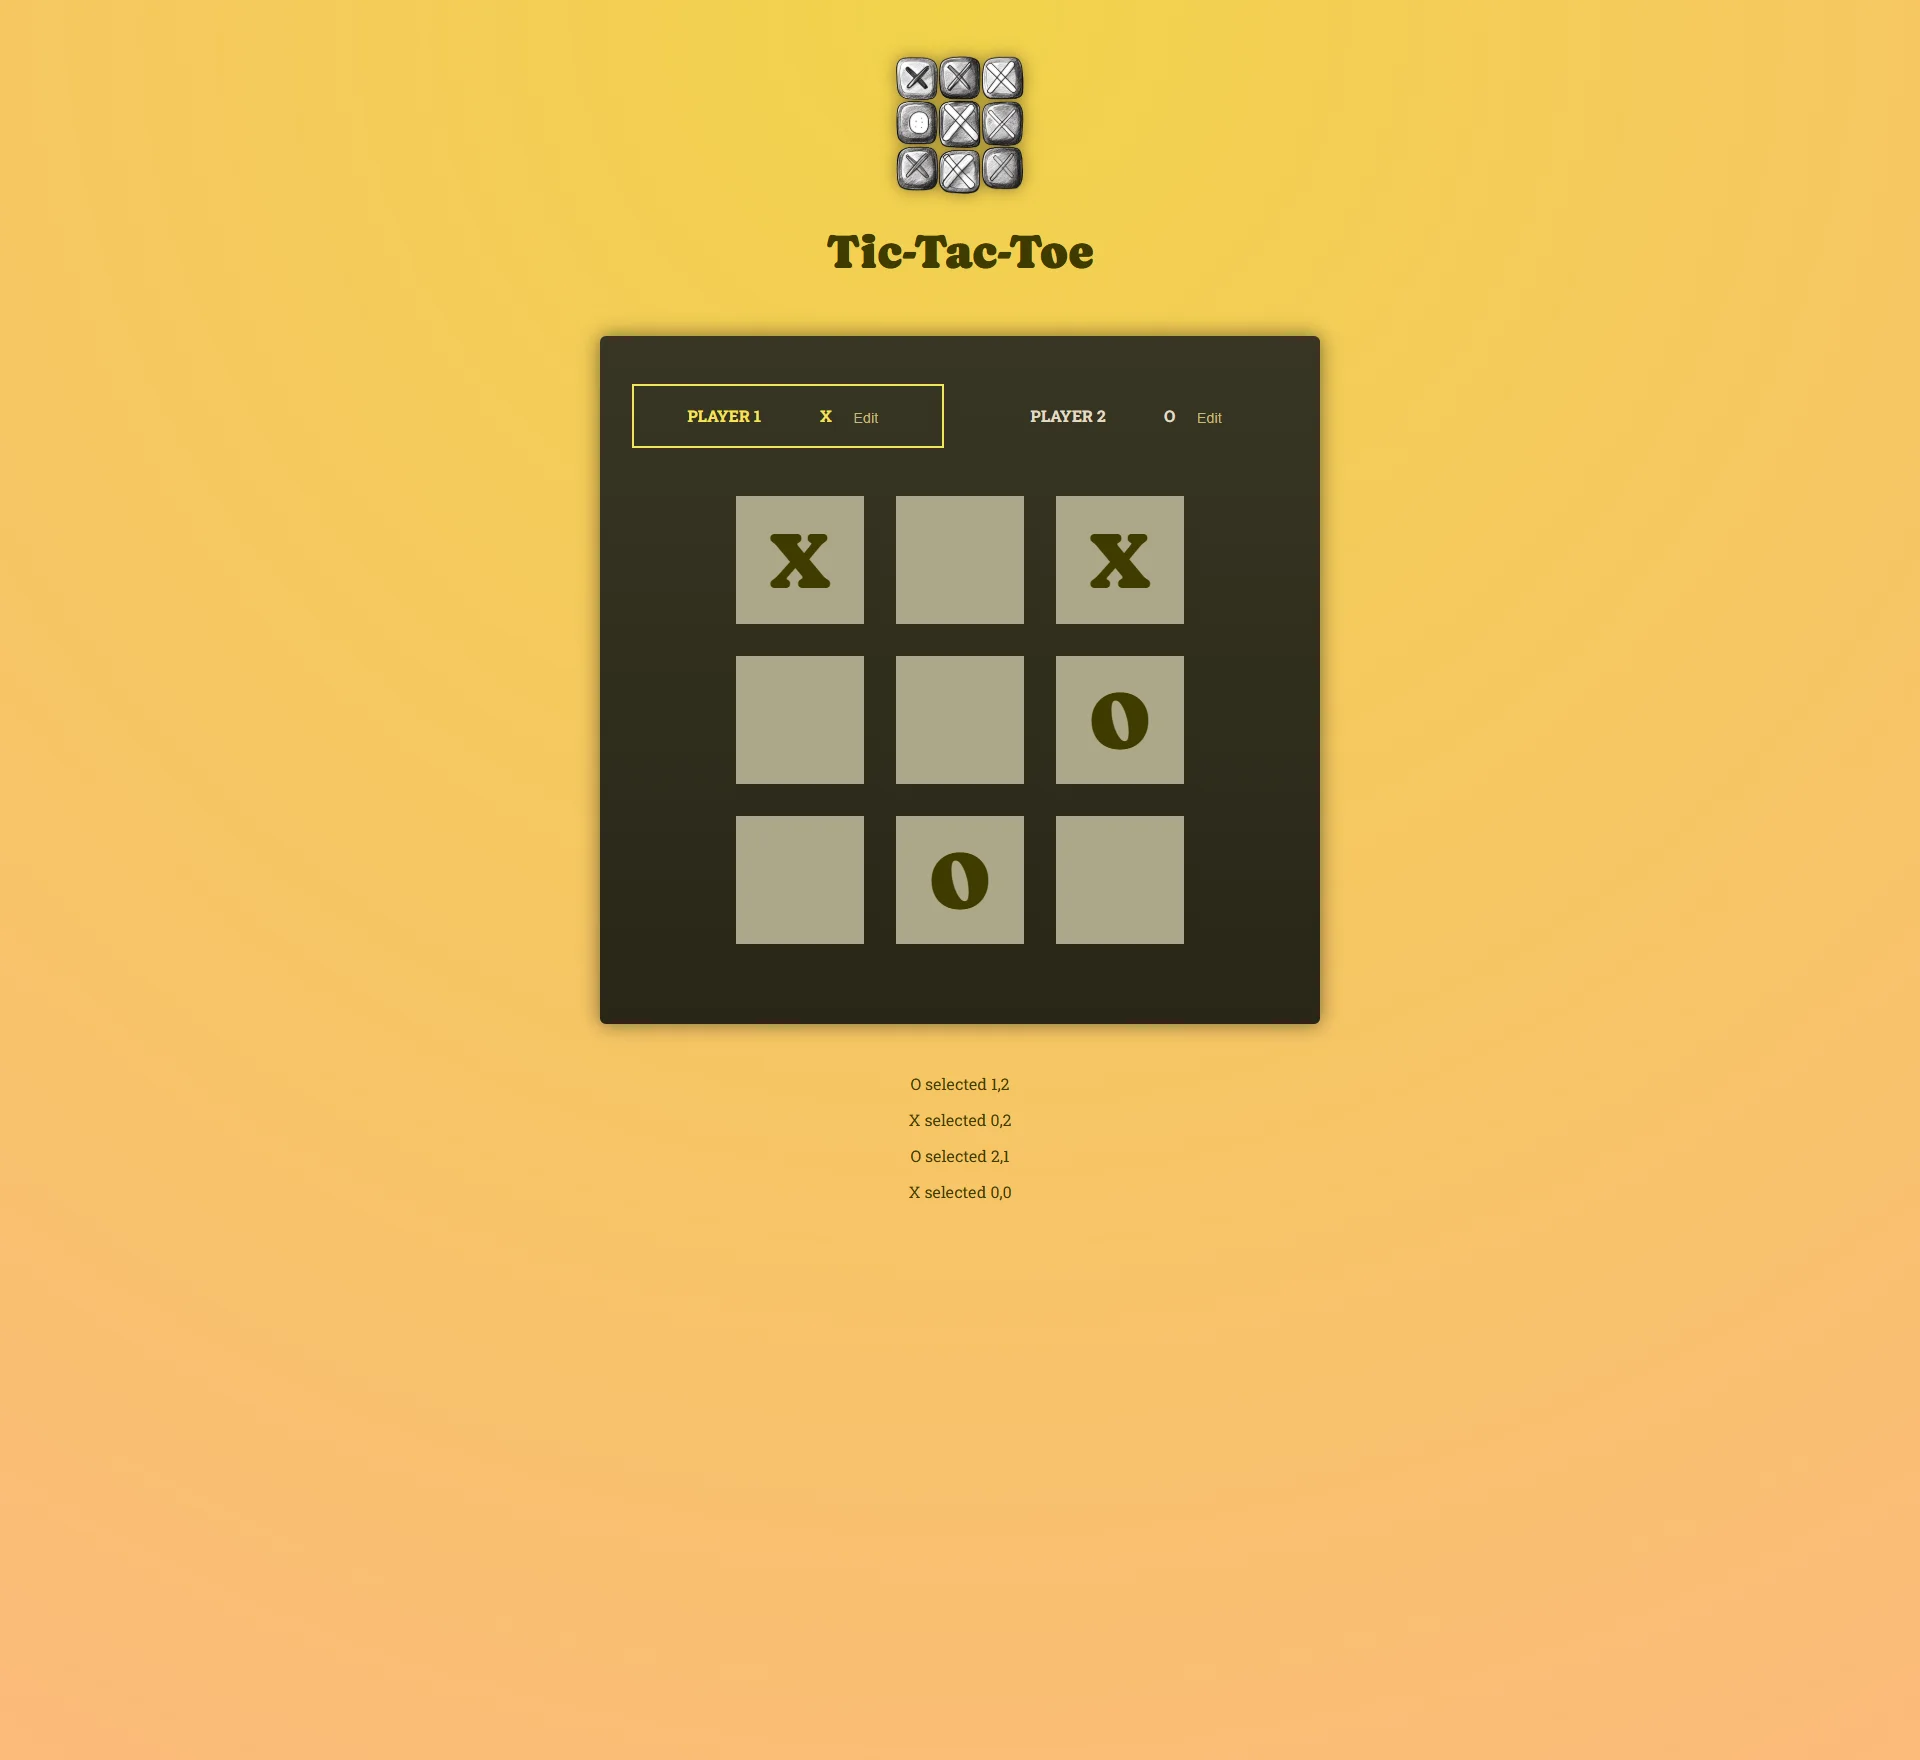 Tic-Tac-Toe
PLAYER 1 X Edit
PLAYER 2 O Edit
X X
O
O
O selected 1,2
X selected 0,2
O selected 2,1
X selected 0,0